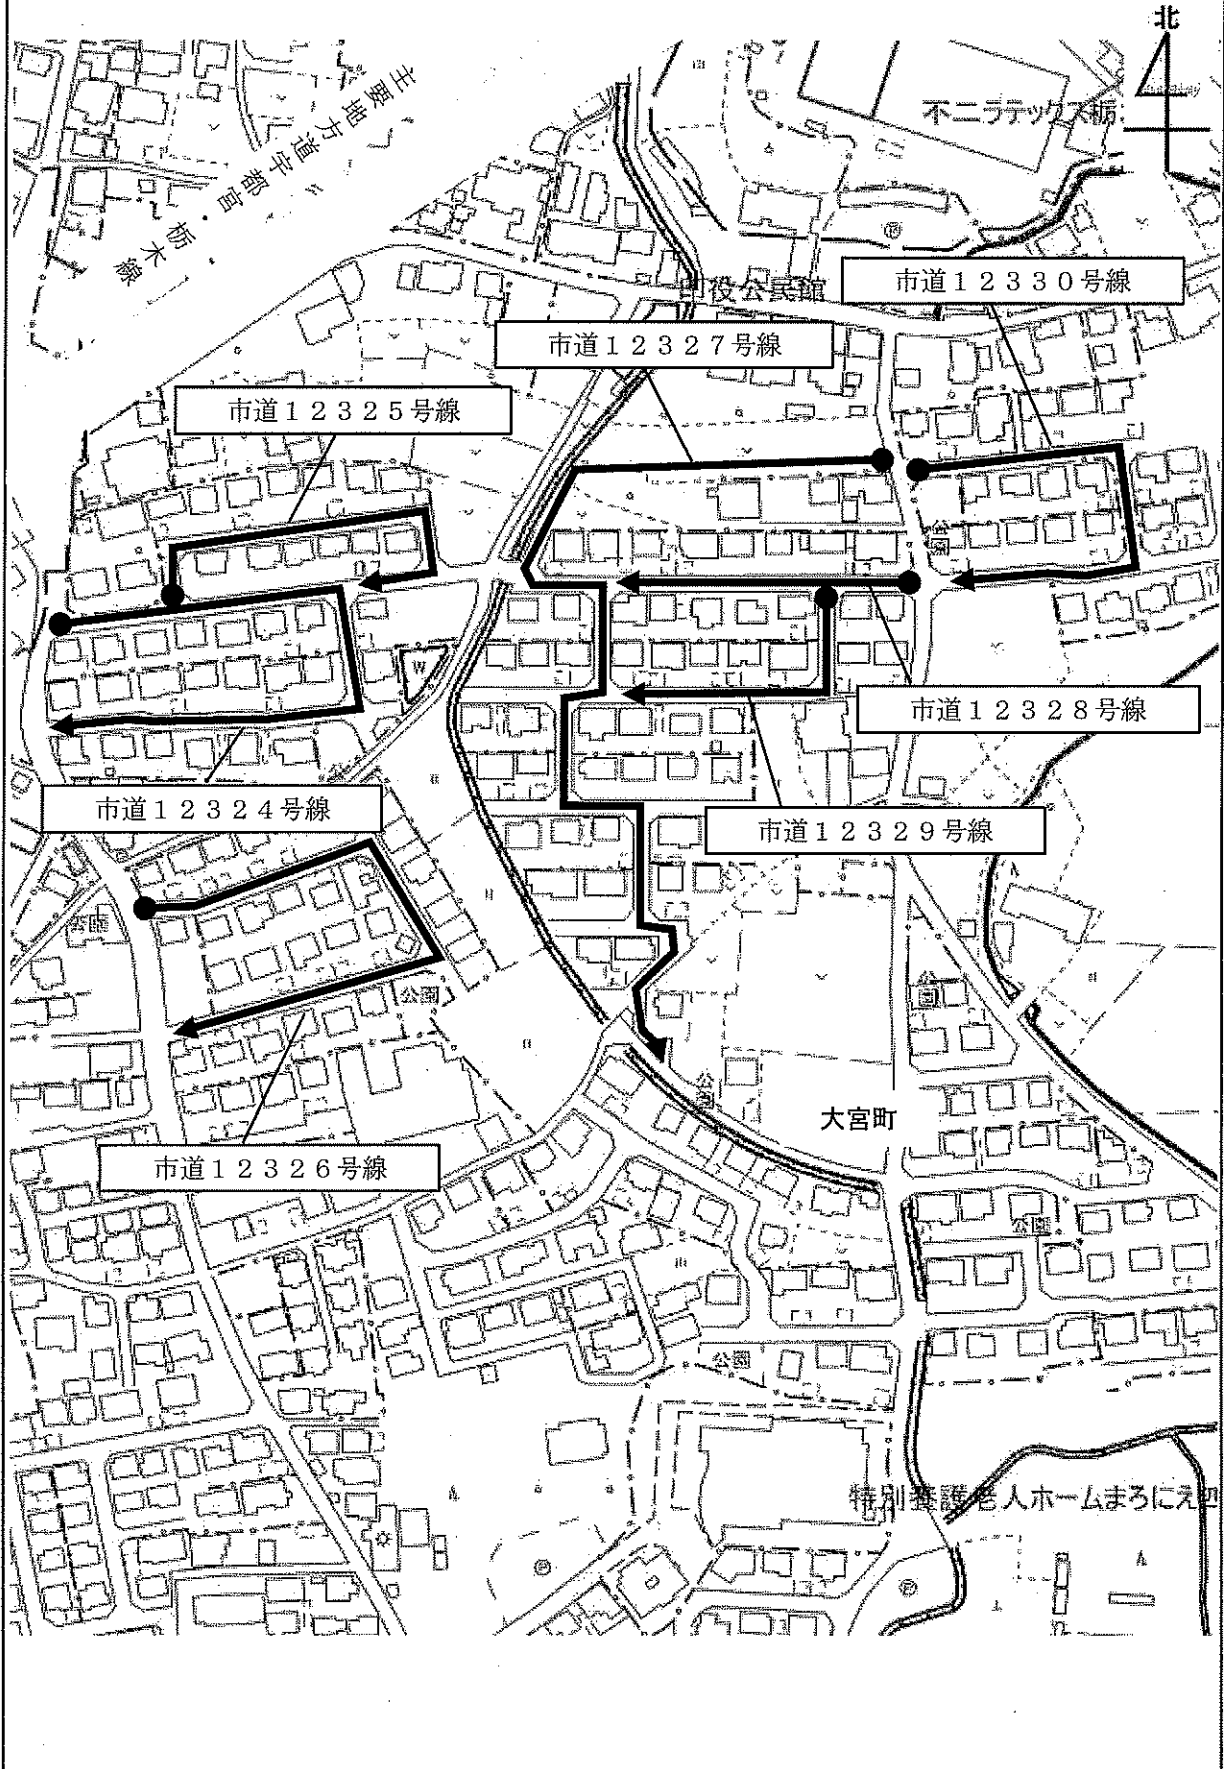 北
主要地方道宇都宮・栃木線
不二ラテックス栃
印役公民館
市道12330号線
市道12327号線
市道12325号線
公園
W
市道12328号線
市道12324号線
市道12329号線
公園
公園
公園
公園
大宮町
市道12326号線
公園
公園
特別養護老人ホームまろにえ四